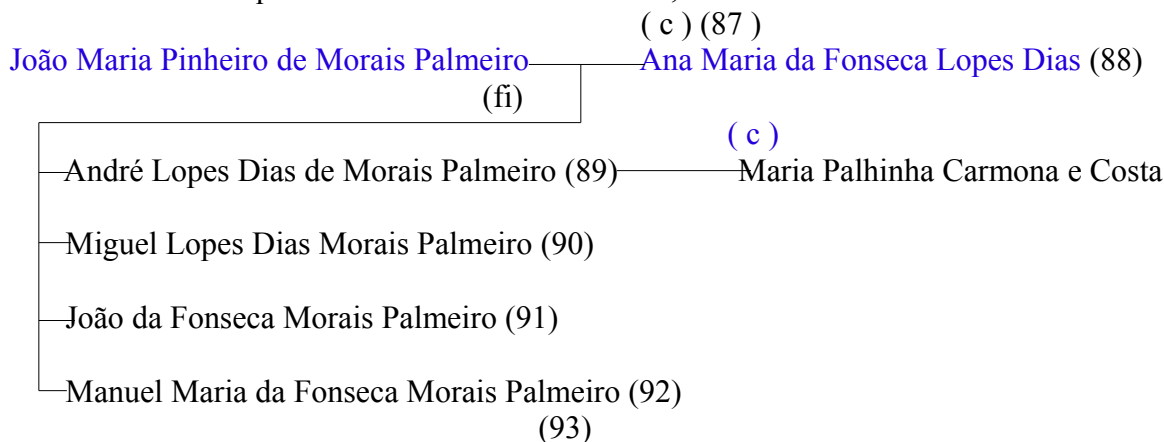 ( c ) (87 )
João Maria Pinheiro de Morais Palmeiro Ana Maria da Fonseca Lopes Dias (88)
(fi)
( c )
André Lopes Dias de Morais Palmeiro (89) Maria Palhinha Carmona e Costa
Miguel Lopes Dias Morais Palmeiro (90)
João da Fonseca Morais Palmeiro (91)
Manuel Maria da Fonseca Morais Palmeiro (92)
(93)